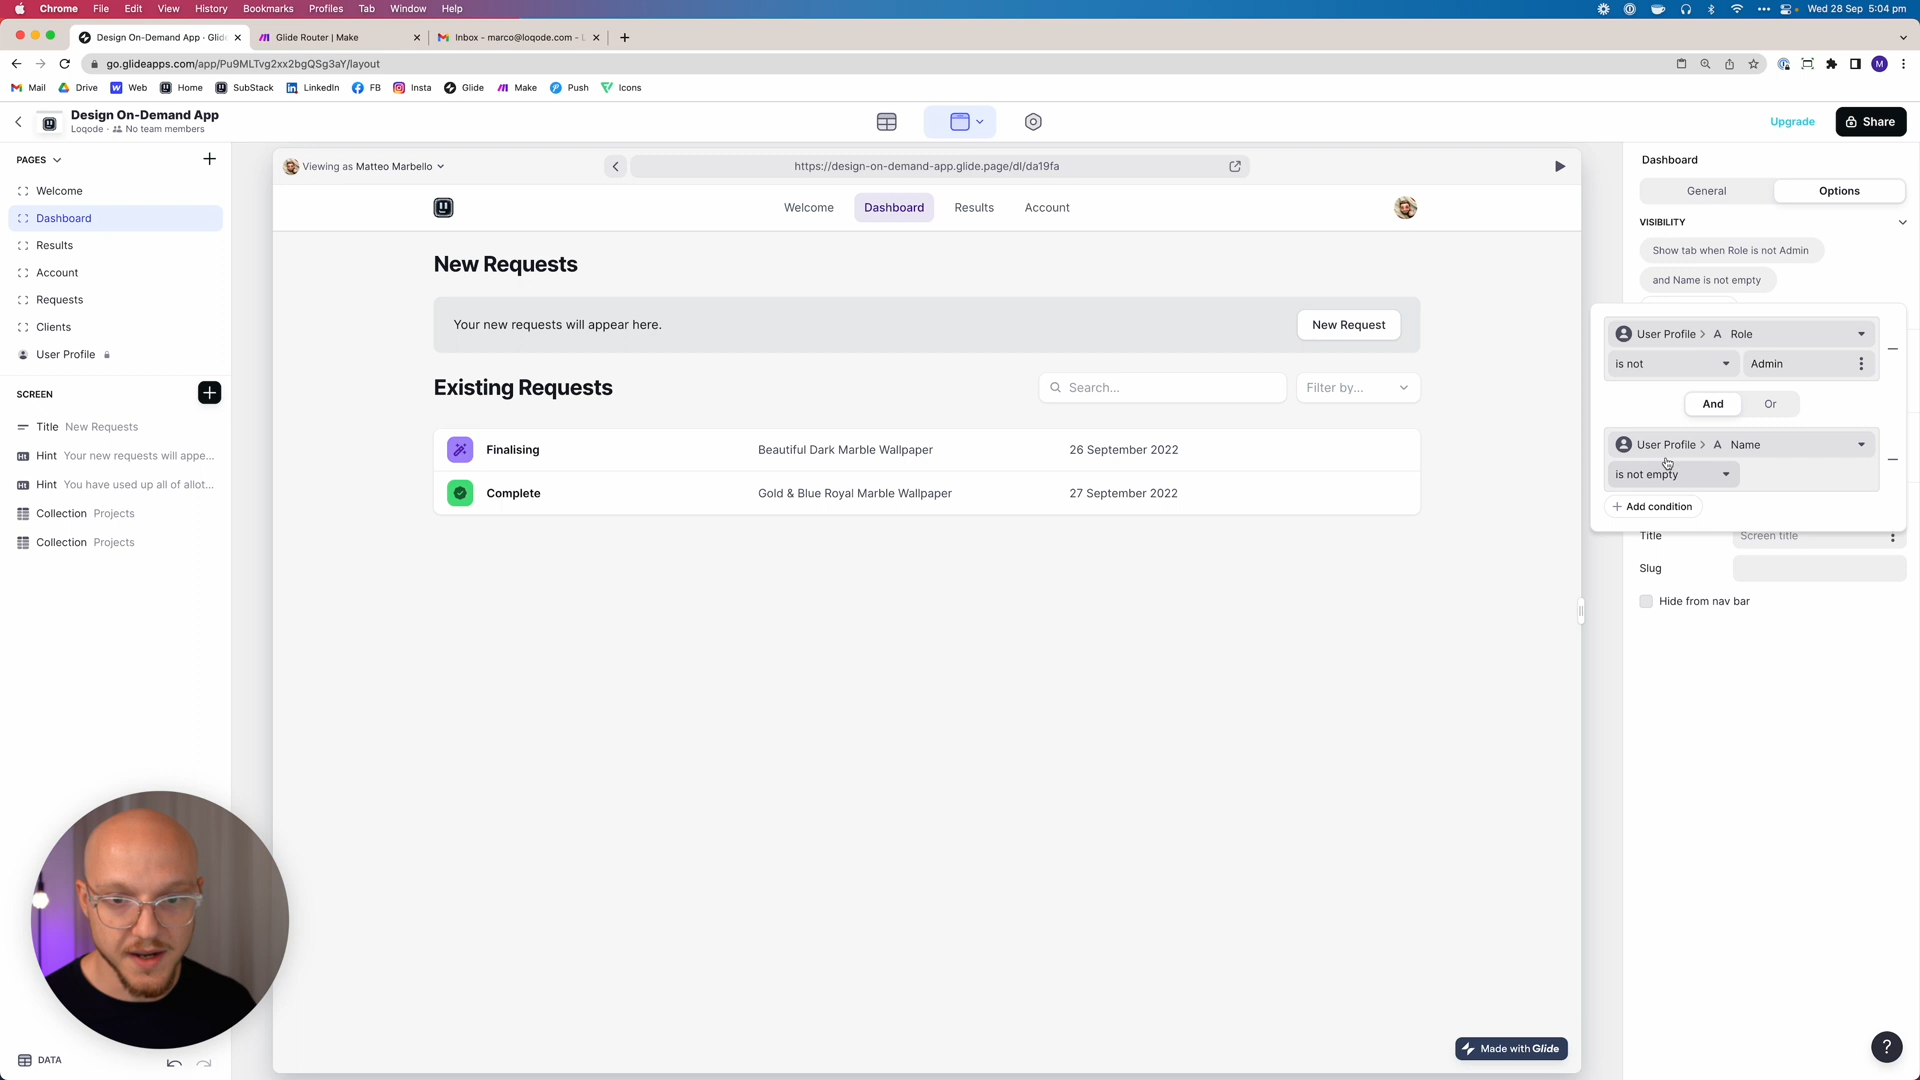 Chrome File Edit View History Bookmarks Profiles Tab Window Help Wed 28 Sep 5:04 pm
Design On-Demand App · Glide Glide Router | Make Inbox - marco@loqode.com -
go.glideapps.com/app/Pu9MLTvg2xx2bgQSg3aY/layout
Mail Drive Web Home SubStack LinkedIn FB Insta Glide Make Push Icons
Design On-Demand App
Loqode · No team members
Upgrade Share
PAGES
Welcome
Dashboard
Results
Account
Requests
Clients
User Profile
SCREEN
Title New Requests
Hint Your new requests will appe...
Hint You have used up all of allot...
Collection Projects
Collection Projects
DATA
Viewing as Matteo Marbello
https://design-on-demand-app.glide.page/dl/da19fa
Welcome Dashboard Results Account
New Requests
Your new requests will appear here. New Request
Existing Requests Search... Filter by...
Finalising Beautiful Dark Marble Wallpaper 26 September 2022
Complete Gold & Blue Royal Marble Wallpaper 27 September 2022
Made with Glide
Dashboard
General Options
VISIBILITY
Show tab when Role is not Admin
and Name is not empty
User Profile > A Role
is not Admin
And Or
User Profile > A Name
is not empty
+ Add condition
Title Screen title
Slug
Hide from nav bar
?